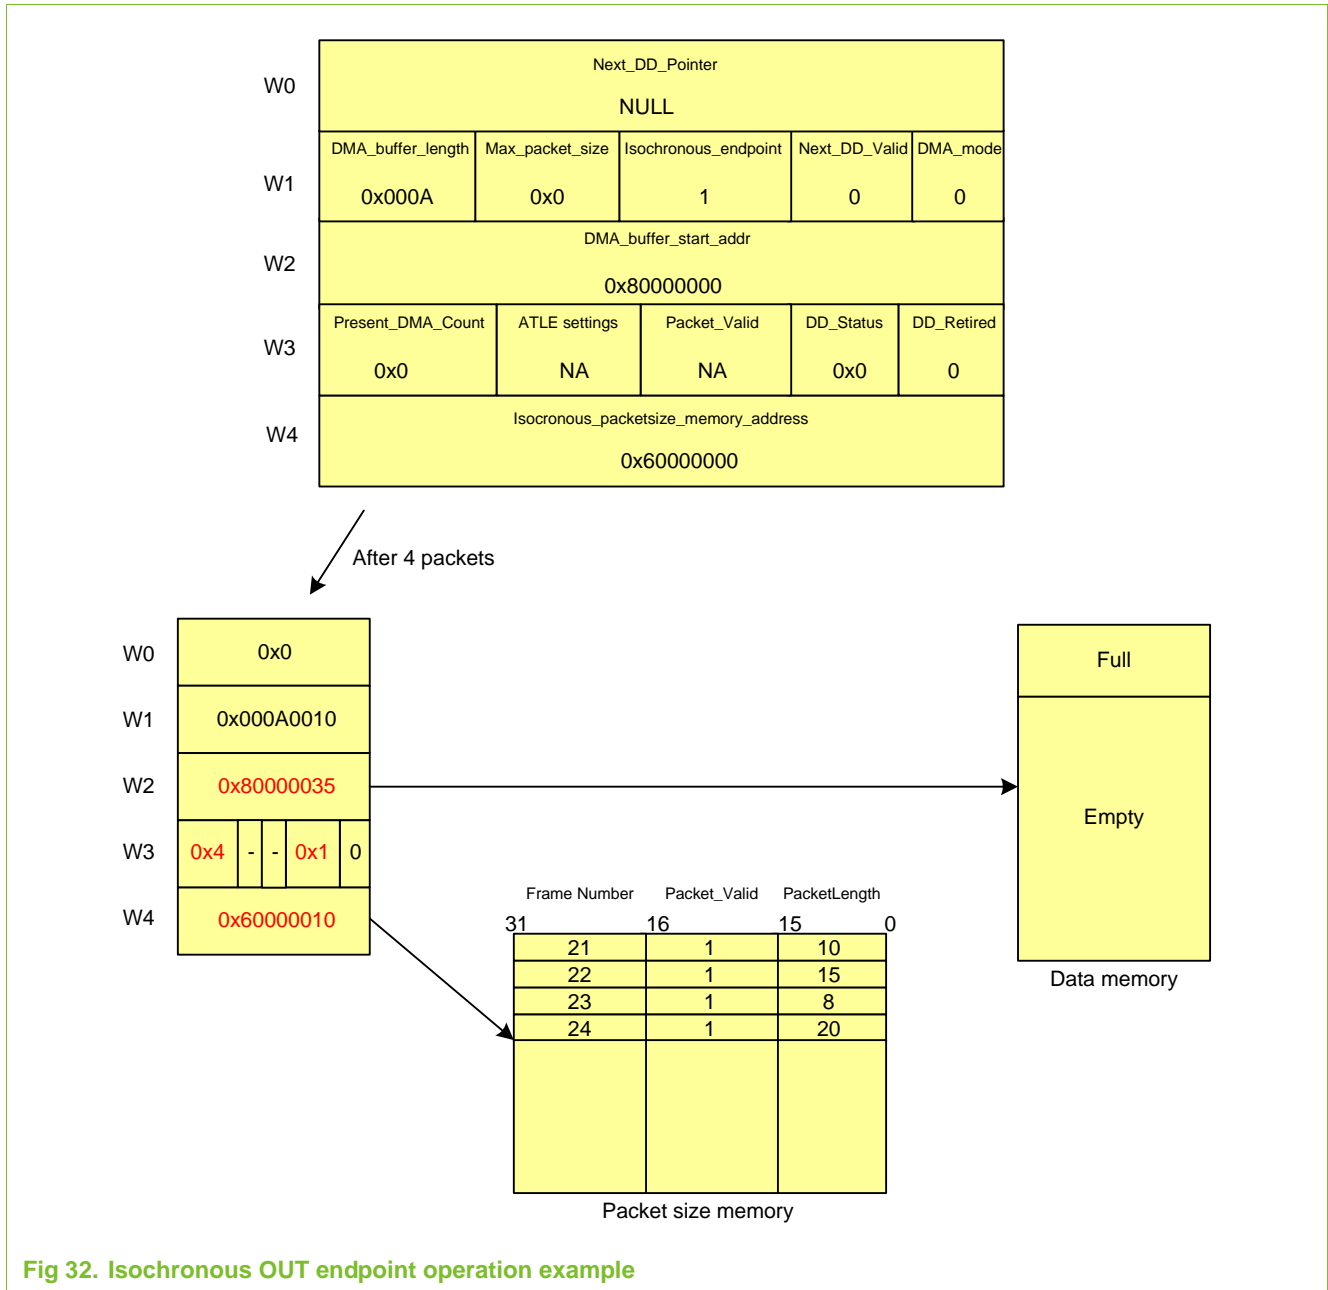 Next_DD_Pointer
W0
NULL
DMA_buffer_length Max_packet_size Isochronous_endpoint Next_DD_Valid DMA_mode
W1
0x000A 0x0 1 0 0
DMA_buffer_start_addr
W2
0x80000000
Present_DMA_Count ATLE settings Packet_Valid DD_Status DD_Retired
W3
0x0 NA NA 0x0 0
Isocronous_packetsize_memory_address
W4
0x60000000
After 4 packets
W0 0x0
W1 0x000A0010
W2 0x80000035
W3 0x4 - - 0x1 0
W4 0x60000010
Full
Empty
Data memory
Frame Number Packet_Valid PacketLength
31 16 15 0
21 1 10
22 1 15
23 1 8
24 1 20
Packet size memory
Fig 32. Isochronous OUT endpoint operation example